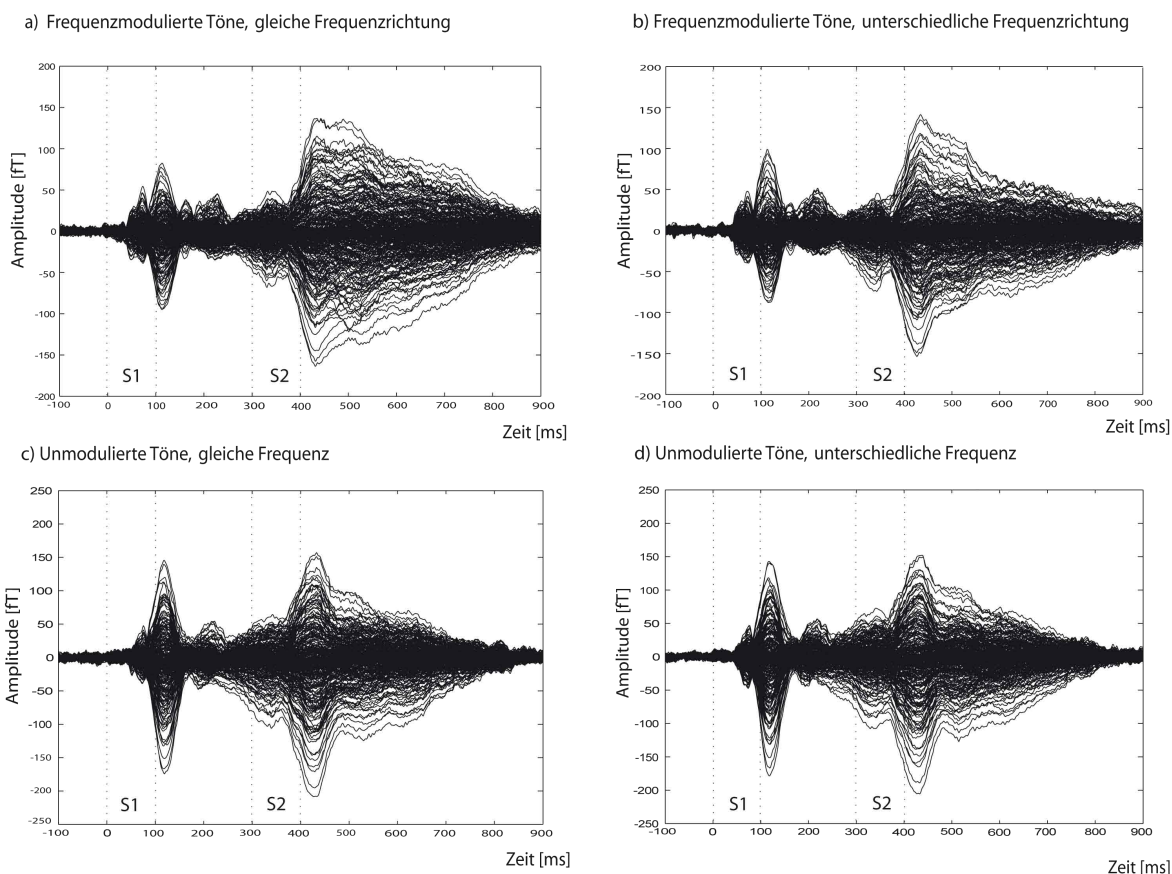 a) Frequenzmodulierte Töne, gleiche Frequenzrichtung
200
150
100
50
0
-50
-100
-150
-200
Amplitude [fT]
S1
S2
-100 0 100 200 300 400 500 600 700 800 900
Zeit [ms]
b) Frequenzmodulierte Töne, unterschiedliche Frequenzrichtung
200
150
100
50
0
-50
-100
-150
-200
Amplitude [fT]
S1
S2
-100 0 100 200 300 400 500 600 700 800 900
Zeit [ms]
c) Unmodulierte Töne, gleiche Frequenz
250
200
150
100
50
0
-50
-100
-150
-200
-250
Amplitude [fT]
S1
S2
-100 0 100 200 300 400 500 600 700 800 900
Zeit [ms]
d) Unmodulierte Töne, unterschiedliche Frequenz
250
200
150
100
50
0
-50
-100
-150
-200
-250
Amplitude [fT]
S1
S2
-100 0 100 200 300 400 500 600 700 800 900
Zeit [ms]